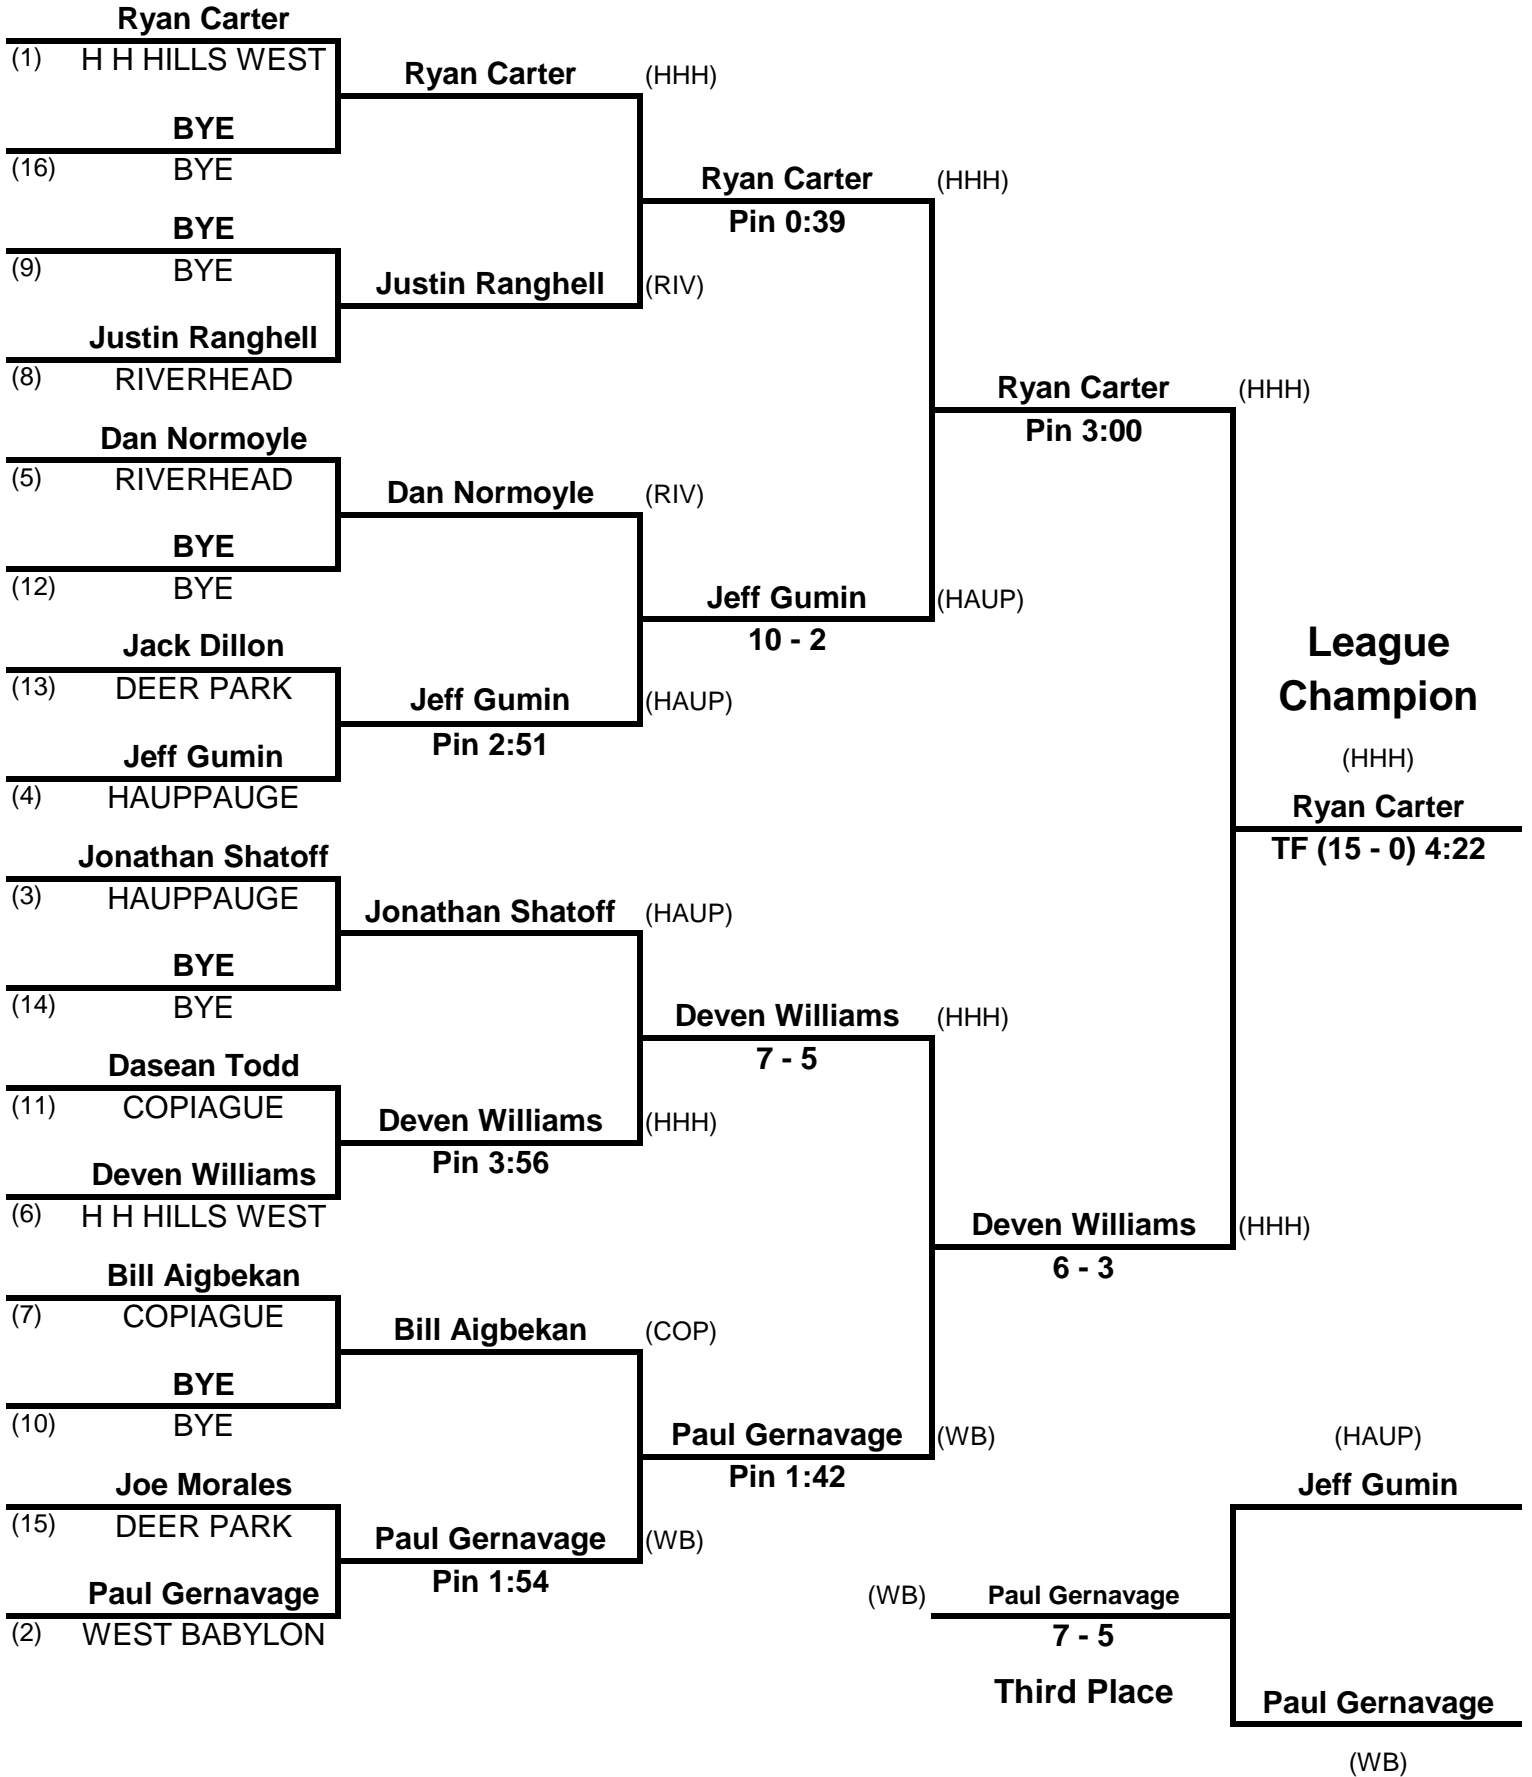 Ryan Carter
(1) H H HILLS WEST
Ryan Carter (HHH)
BYE
(16) BYE
Ryan Carter (HHH)
Pin 0:39
BYE
(9) BYE
Justin Ranghell (RIV)
Justin Ranghell
(8) RIVERHEAD
Ryan Carter (HHH)
Pin 3:00
Dan Normoyle
(5) RIVERHEAD
Dan Normoyle (RIV)
BYE
(12) BYE
Jeff Gumin (HAUP)
10 - 2
Jack Dillon
(13) DEER PARK
Jeff Gumin (HAUP)
Pin 2:51
Jeff Gumin
(4) HAUPPAUGE
League
Champion
(HHH)
Ryan Carter
TF (15 - 0) 4:22
Jonathan Shatoff
(3) HAUPPAUGE
Jonathan Shatoff (HAUP)
BYE
(14) BYE
Deven Williams (HHH)
7 - 5
Dasean Todd
(11) COPIAGUE
Deven Williams (HHH)
Pin 3:56
Deven Williams
(6) H H HILLS WEST
Deven Williams (HHH)
6 - 3
Bill Aigbekan
(7) COPIAGUE
Bill Aigbekan (COP)
BYE
(10) BYE
Paul Gernavage (WB)
Pin 1:42
Joe Morales
(15) DEER PARK
Paul Gernavage (WB)
Pin 1:54
Paul Gernavage
(2) WEST BABYLON
(HAUP)
Jeff Gumin
(WB) Paul Gernavage
7 - 5
Third Place
Paul Gernavage
(WB)